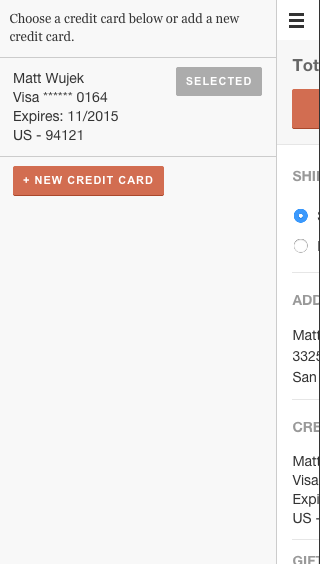 Choose a credit card below or add a new
credit card.
Matt Wujek
Visa ****** 0164
Expires: 11/2015
US - 94121
SELECTED
+ NEW CREDIT CARD
Tot
SHI
ADD
Matt
3325
San
CRE
Matt
Visa
Expi
US -
GIFT